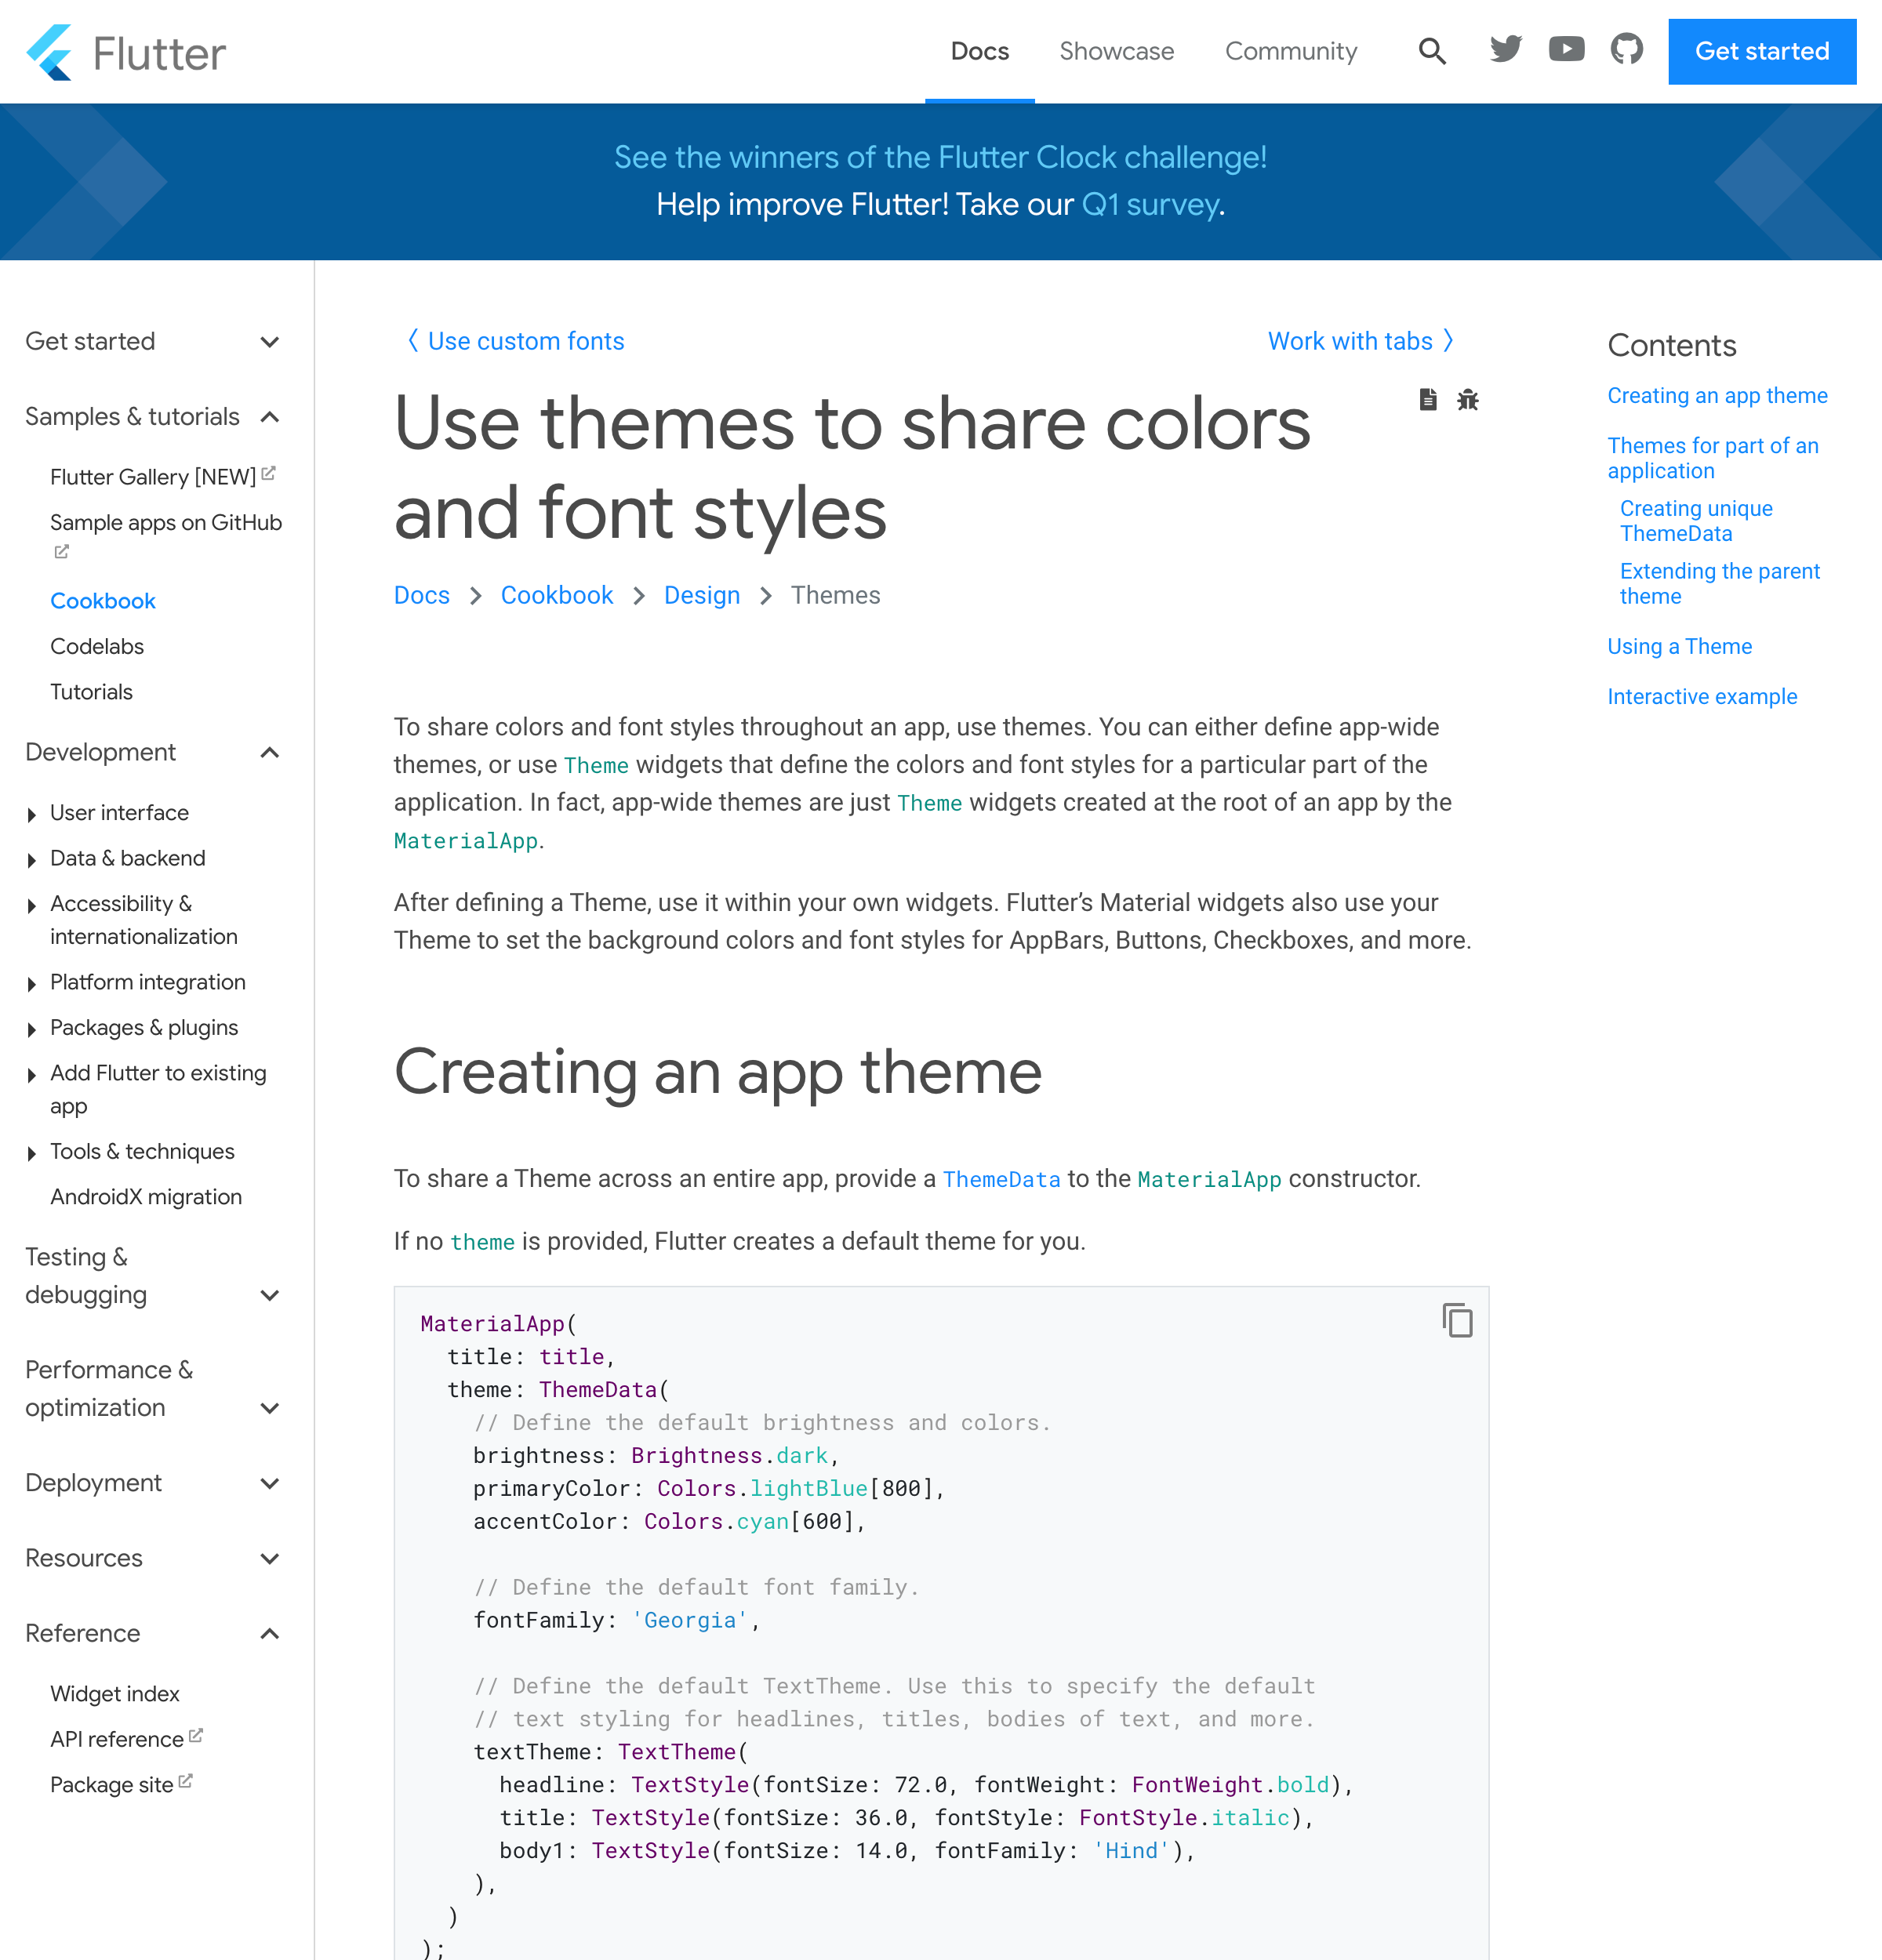 Flutter
Docs
Showcase
Community
Get started
See the winners of the Flutter Clock challenge!
Help improve Flutter! Take our Q1 survey.
Get started
Samples & tutorials
Flutter Gallery [NEW]
Sample apps on GitHub
Cookbook
Codelabs
Tutorials
Development
User interface
Data & backend
Accessibility &
internationalization
Platform integration
Packages & plugins
Add Flutter to existing
app
Tools & techniques
AndroidX migration
Testing &
debugging
Performance &
optimization
Deployment
Resources
Reference
Widget index
API reference
Package site
〈 Use custom fonts
Work with tabs 〉
Use themes to share colors
and font styles
Docs > Cookbook > Design > Themes
To share colors and font styles throughout an app, use themes. You can either define app-wide
themes, or use Theme widgets that define the colors and font styles for a particular part of the
application. In fact, app-wide themes are just Theme widgets created at the root of an app by the
MaterialApp.
After defining a Theme, use it within your own widgets. Flutter’s Material widgets also use your
Theme to set the background colors and font styles for AppBars, Buttons, Checkboxes, and more.
Creating an app theme
To share a Theme across an entire app, provide a ThemeData to the MaterialApp constructor.
If no theme is provided, Flutter creates a default theme for you.
MaterialApp(
  title: title,
  theme: ThemeData(
    // Define the default brightness and colors.
    brightness: Brightness.dark,
    primaryColor: Colors.lightBlue[800],
    accentColor: Colors.cyan[600],
    // Define the default font family.
    fontFamily: 'Georgia',
    // Define the default TextTheme. Use this to specify the default
    // text styling for headlines, titles, bodies of text, and more.
    textTheme: TextTheme(
      headline: TextStyle(fontSize: 72.0, fontWeight: FontWeight.bold),
      title: TextStyle(fontSize: 36.0, fontStyle: FontStyle.italic),
      body1: TextStyle(fontSize: 14.0, fontFamily: 'Hind'),
    ),
  )
);
Contents
Creating an app theme
Themes for part of an
application
Creating unique
ThemeData
Extending the parent
theme
Using a Theme
Interactive example